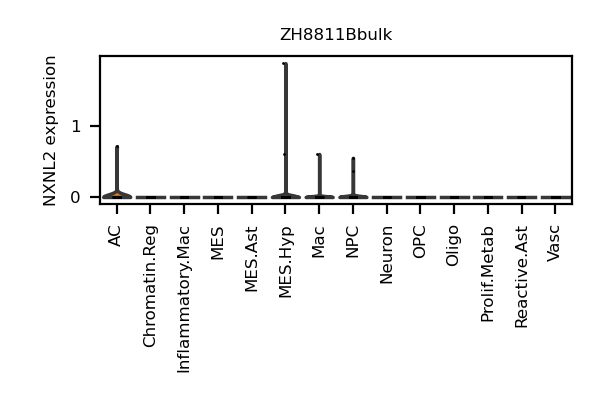 ZH8811Bbulk
NXNL2 expression
1
0
AC
Chromatin.Reg
Inflammatory.Mac
MES
MES.Ast
MES.Hyp
Mac
NPC
Neuron
OPC
Oligo
Prolif.Metab
Reactive.Ast
Vasc